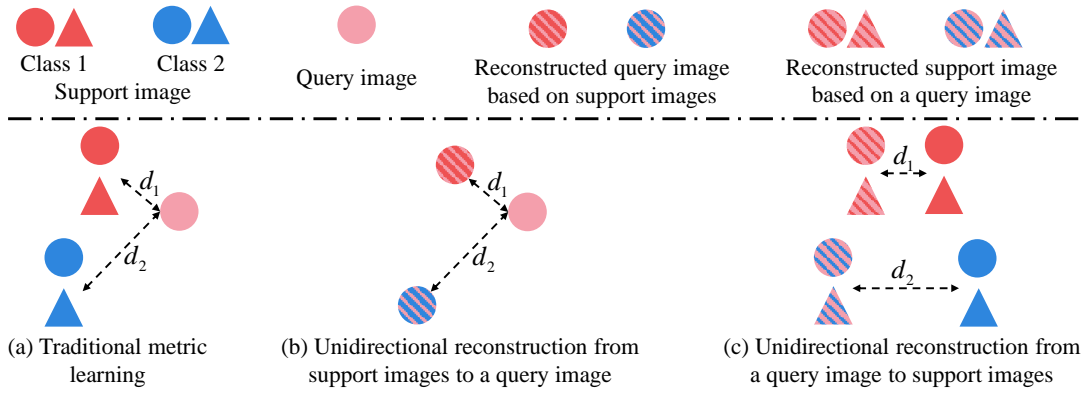 Class 1
Class 2
Support image
Query image
Reconstructed query image
based on support images
Reconstructed support image
based on a query image
d1
d2
(a) Traditional metric
learning
d1
d2
(b) Unidirectional reconstruction from
support images to a query image
d1
d2
(c) Unidirectional reconstruction from
a query image to support images